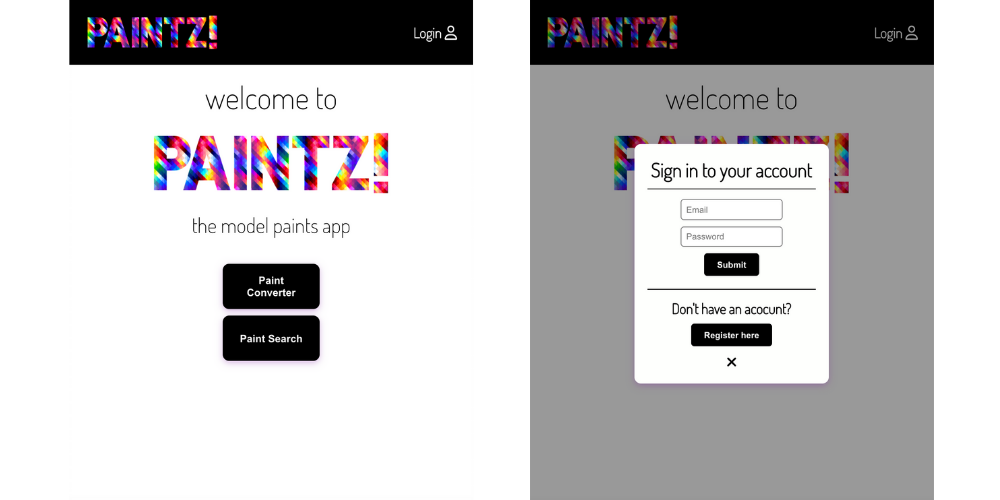 PAINTZ!
Login
welcome to
PAINTZ!
the model paints app
Paint
Converter
Paint Search
PAINTZ!
Login
welcome to
Sign in to your account
Email
Password
Submit
Don't have an acocunt?
Register here